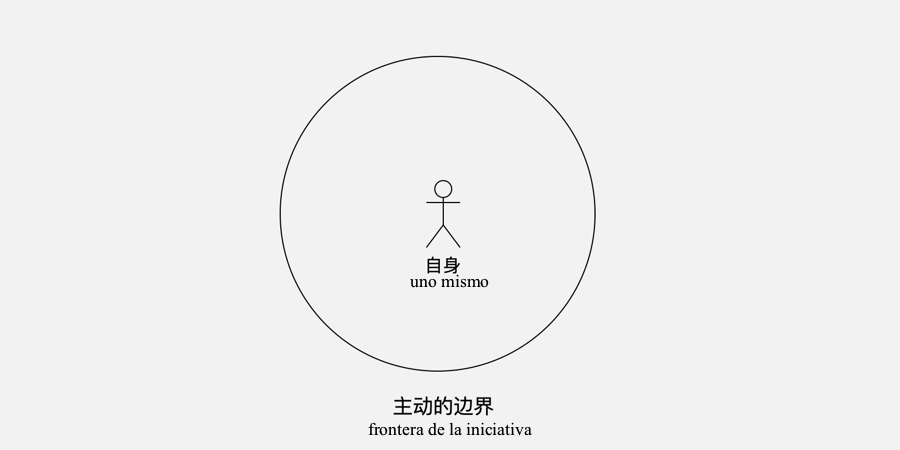 自身
uno mismo
主动的边界
frontera de la iniciativa